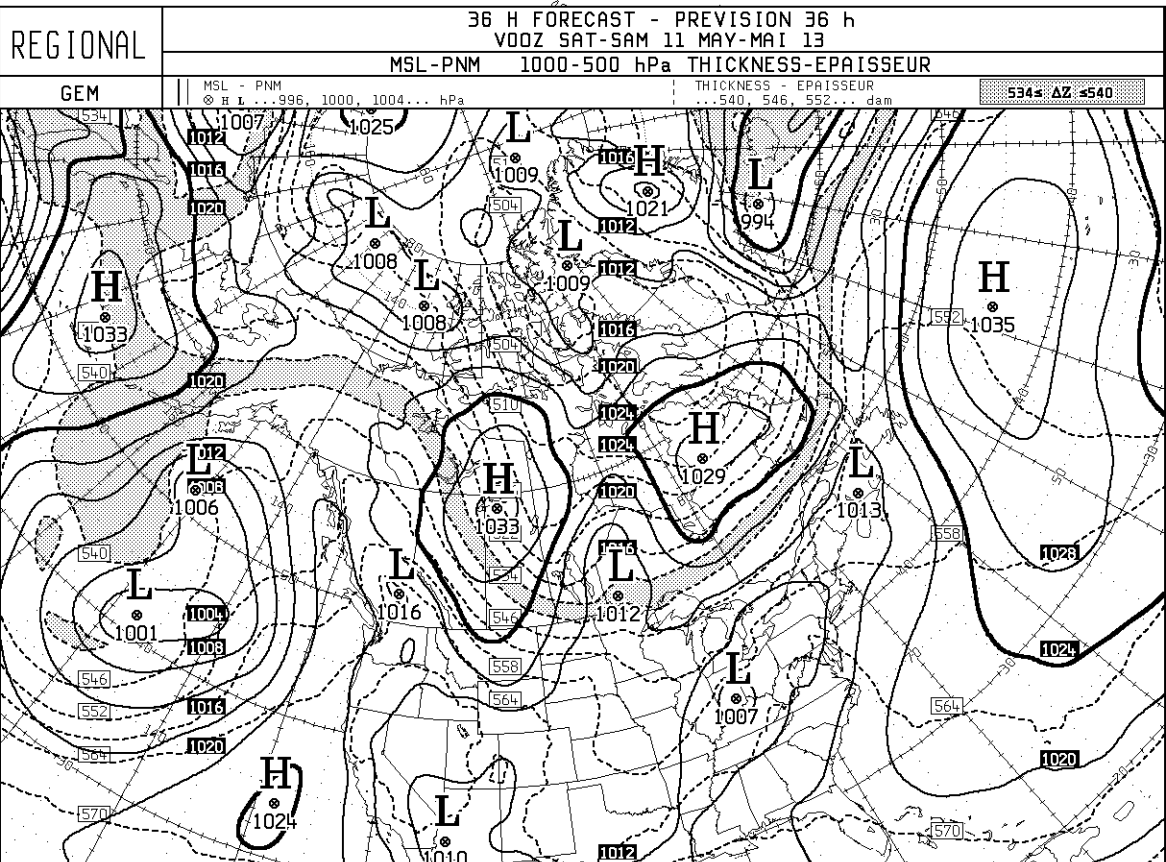 REGIONAL
GEM
36 H FORECAST - PREVISION 36 h
V00Z SAT-SAM 11 MAY-MAI 13
MSL-PNM 1000-500 hPa THICKNESS-EPAISSEUR
MSL - PNM
⊗ H L ...996, 1000, 1004... hPa
THICKNESS - EPAISSEUR
...540, 546, 552... dam
534≤ ΔZ ≤540
534
1012
1007
1025
L
1009
1016
H
1021
L
994
1016
1020
504
1012
L
1008
L
1009
1012
H
1035
H
1033
L
1008
552
1016
504
540
1020
1020
510
1024
H
1029
1024
L
1006
1012
H
1033
1020
L
1013
558
540
1028
534
L
1016
L
1012
L
1001
1004
546
1008
1024
558
546
564
L
1007
552
1016
564
1020
564
1020
H
1024
570
L
1010
570
1012